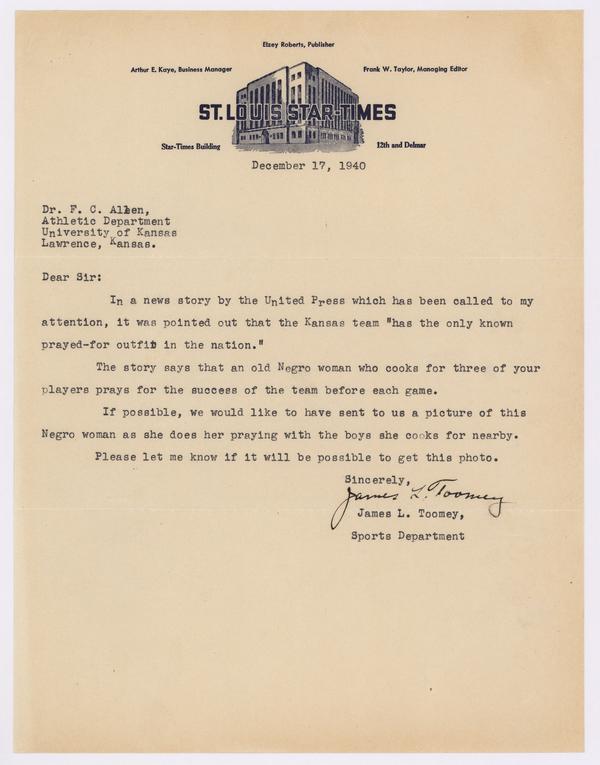 Elzey Roberts, Publisher
Arthur E. Kaye, Business Manager
Frank W. Taylor, Managing Editor
ST. LOUIS STAR-TIMES
Star-Times Building
12th and Delmar
December 17, 1940
Dr. F. C. Allen,
Athletic Department
University of Kansas
Lawrence, Kansas.
Dear Sir:
In a news story by the United Press which has been called to my
attention, it was pointed out that the Kansas team "has the only known
prayed-for outfit in the nation."
The story says that an old Negro woman who cooks for three of your
players prays for the success of the team before each game.
If possible, we would like to have sent to us a picture of this
Negro woman as she does her praying with the boys she cooks for nearby.
Please let me know if it will be possible to get this photo.
Sincerely,
James L. Toomey
James L. Toomey,
Sports Department